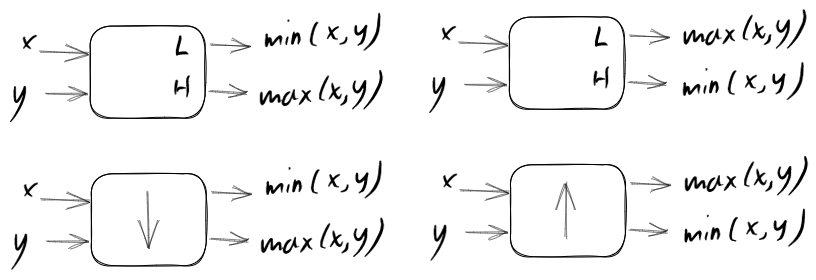 x L min(x,y)
y H max(x,y)
x L max(x,y)
y H min(x,y)
x min(x,y)
y max(x,y)
x max(x,y)
y min(x,y)